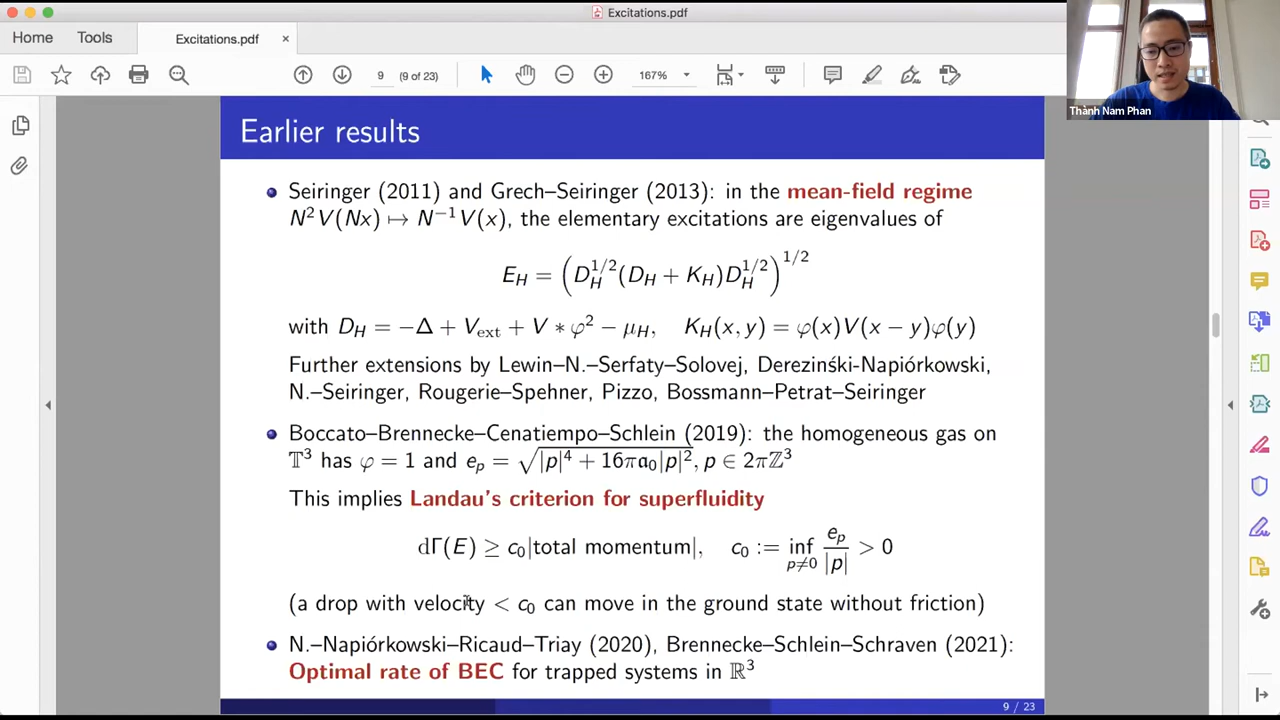 Excitations.pdf
Home Tools Excitations.pdf ×
9 (9 of 23) 167%
Thành Nam Phan
Earlier results
Seiringer (2011) and Grech–Seiringer (2013): in the mean-field regime
N²V(Nx) ↦ N⁻¹V(x), the elementary excitations are eigenvalues of
E_H = (D_H^{1/2}(D_H + K_H)D_H^{1/2})^{1/2}
with D_H = −Δ + V_ext + V ∗ φ² − μ_H, K_H(x, y) = φ(x)V(x − y)φ(y)
Further extensions by Lewin–N.–Serfaty–Solovej, Dereziński-Napiórkowski,
N.–Seiringer, Rougerie–Spehner, Pizzo, Bossmann–Petrat–Seiringer
Boccato–Brennecke–Cenatiempo–Schlein (2019): the homogeneous gas on
𝕋³ has φ = 1 and e_p = √(|p|⁴ + 16π𝔞₀|p|²), p ∈ 2πℤ³
This implies Landau's criterion for superfluidity
dΓ(E) ≥ c₀|total momentum|, c₀ := inf_{p≠0} e_p/|p| > 0
(a drop with velocity < c₀ can move in the ground state without friction)
N.–Napiórkowski–Ricaud–Triay (2020), Brennecke–Schlein–Schraven (2021):
Optimal rate of BEC for trapped systems in ℝ³
9 / 23